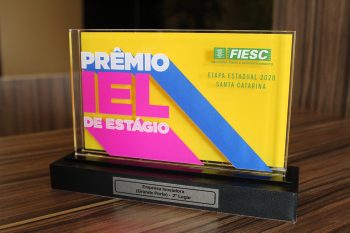 PRÊMIO
IEL
DE ESTÁGIO
FIESC
ETAPA ESTADUAL 2020
SANTA CATARINA
Empresa Inovadora
(Grande Porte) - 2º Lugar